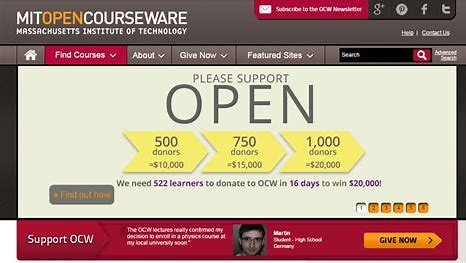 Subscribe to the OCW Newsletter
MITOPENCOURSEWARE
MASSACHUSETTS INSTITUTE OF TECHNOLOGY
Help | Contact Us
Find Courses
About
Give Now
Featured Sites
Search
Advanced
Search
PLEASE SUPPORT
OPEN
500 750 1,000
donors donors donors
=$10,000 =$15,000 =$20,000
We need 522 learners to donate to OCW in 16 days to win $20,000!
» Find out how
1 2 3 4 5 6
Support OCW
"The OCW lectures really confirmed my
decision to enroll in a physics course at
my local university soon."
Martin
Student - High School
Germany
GIVE NOW